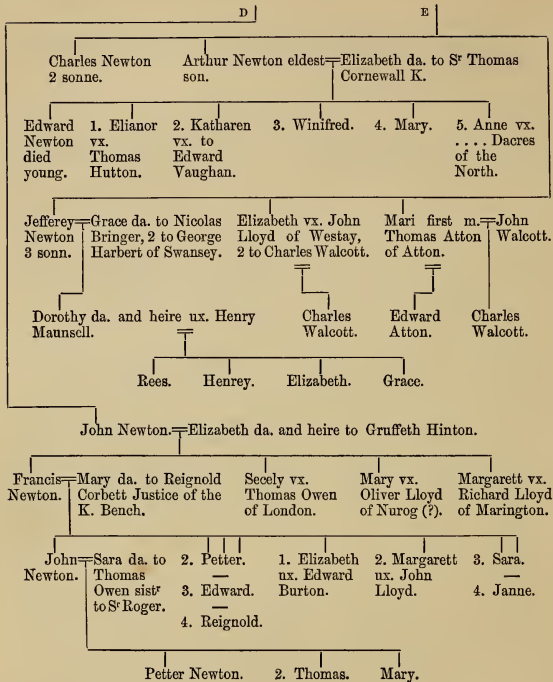 D E
Charles Newton
2 sonne.
Arthur Newton eldest
son.
Elizabeth da. to Sr Thomas
Cornewall K.
Edward
Newton
died
young.
1. Elianor
vx.
Thomas
Hutton.
2. Katharen
vx. to
Edward
Vaughan.
3. Winifred.
4. Mary.
5. Anne vx.
. . . . Dacres
of the
North.
Jefferey
Newton
3 sonn.
Grace da. to Nicolas
Bringer, 2 to George
Harbert of Swansey.
Elizabeth vx. John
Lloyd of Westay,
2 to Charles Walcott.
Mari first m.
Thomas Atton
of Atton.
John
Walcott.
Dorothy da. and heire ux. Henry
Maunsell.
Charles
Walcott.
Edward
Atton.
Charles
Walcott.
Rees. Henrey. Elizabeth. Grace.
John Newton. Elizabeth da. and heire to Gruffeth Hinton.
Francis
Newton.
Mary da. to Reignold
Corbett Justice of the
K. Bench.
Secely vx.
Thomas Owen
of London.
Mary vx.
Oliver Lloyd
of Nurog (?).
Margarett vx.
Richard Lloyd
of Marington.
John
Newton.
Sara da. to
Thomas
Owen sistr
to Sr Roger.
2. Petter.
—
3. Edward.
—
4. Reignold.
1. Elizabeth
ux. Edward
Burton.
2. Margarett
ux. John
Lloyd.
3. Sara.
—
4. Janne.
Petter Newton. 2. Thomas. Mary.